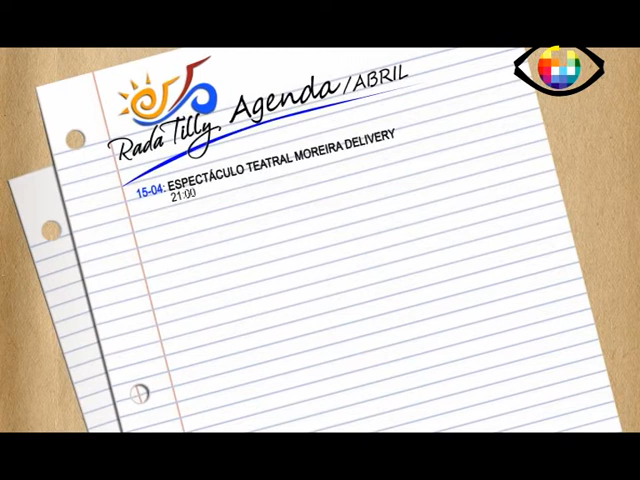 Rada Tilly Agenda /ABRIL
15-04: ESPECTÁCULO TEATRAL MOREIRA DELIVERY
21:00